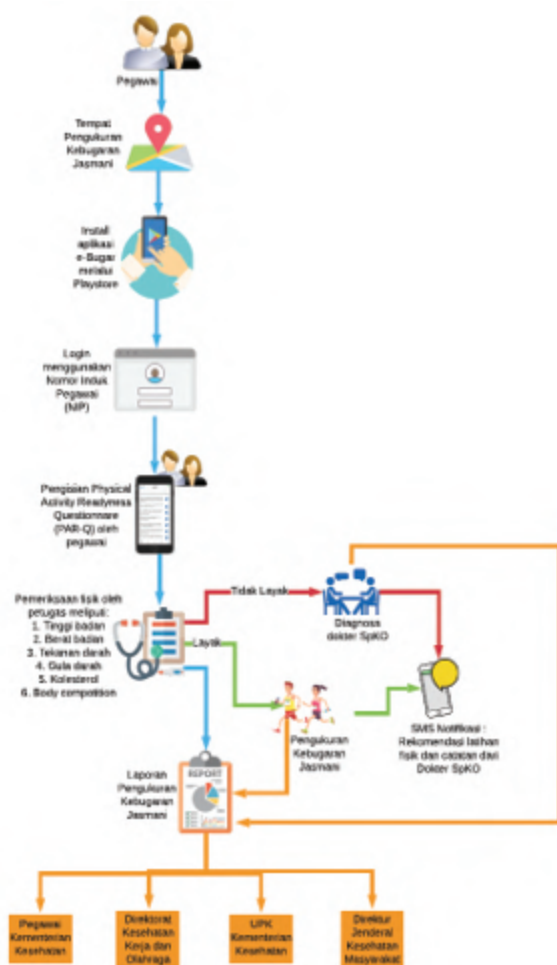 Pegawai
Tempat
Pengukuran
Kebugaran
Jasmani
Install
aplikasi
e-Bugar
melalui
Playstore
Login
menggunakan
Nomor Induk
Pegawai
(NIP)
Pengisian Physical
Activity Readyness
Questionnare
(PAR-Q) oleh
pegawai
Pemeriksaan fisik oleh
petugas meliputi:
1. Tinggi badan
2. Berat badan
3. Tekanan darah
4. Gula darah
5. Kolesterol
6. Body compotition
Tidak Layak
Layak
Diagnosa
dokter SpKO
Pengukuran
Kebugaran
Jasmani
SMS Notifikasi :
Rekomendasi latihan
fisik dan catatan dari
Dokter SpKO
Laporan
Pengukuran
Kebugaran
Jasmani
REPORT
Pegawai
Kementerian
Kesehatan
Direktorat
Kesehatan
Kerja dan
Olahraga
UPK
Kementerian
Kesehatan
Direktur
Jenderal
Kesehatan
Masyarakat